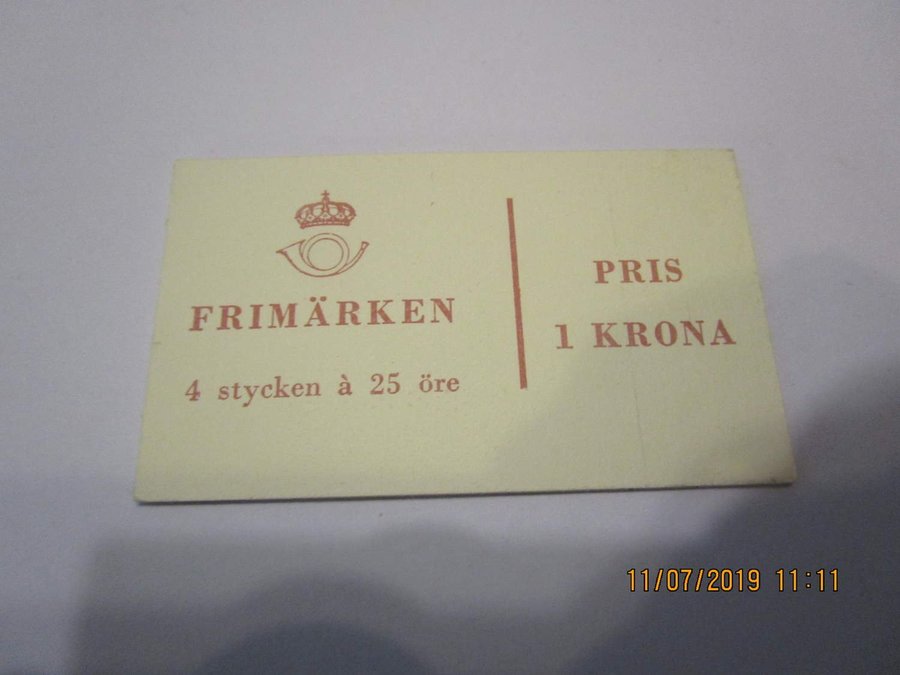 FRIMÄRKEN
4 stycken à 25 öre
PRIS
1 KRONA
11/07/2019 11:11